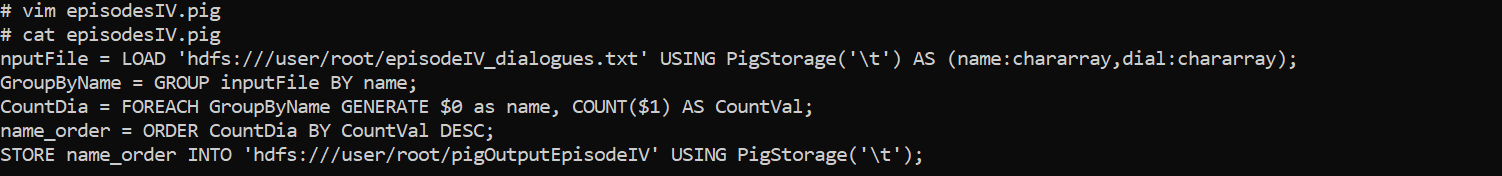 # vim episodesIV.pig
# cat episodesIV.pig
nputFile = LOAD 'hdfs:///user/root/episodeIV_dialogues.txt' USING PigStorage('\t') AS (name:chararray,dial:chararray);
GroupByName = GROUP inputFile BY name;
CountDia = FOREACH GroupByName GENERATE $0 as name, COUNT($1) AS CountVal;
name_order = ORDER CountDia BY CountVal DESC;
STORE name_order INTO 'hdfs:///user/root/pigOutputEpisodeIV' USING PigStorage('\t');